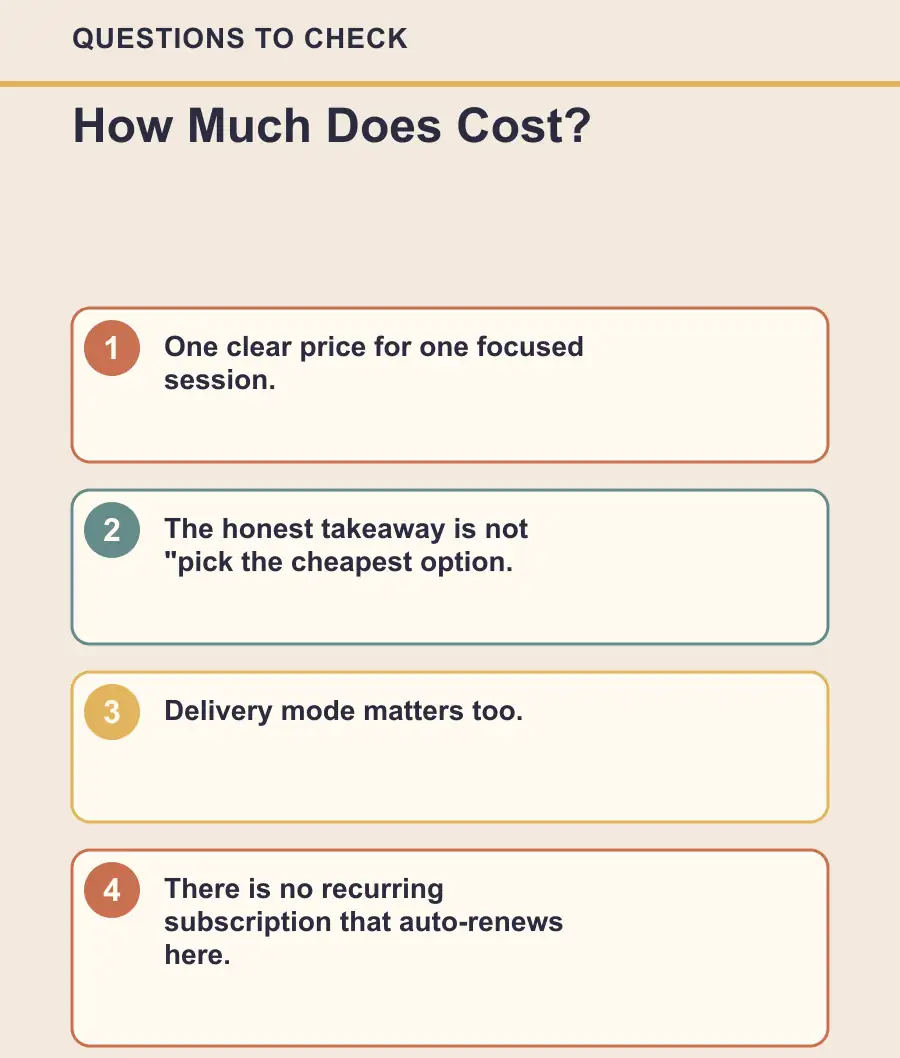 QUESTIONS TO CHECK
How Much Does Cost?
1
One clear price for one focused
session.
2
The honest takeaway is not
"pick the cheapest option.
3
Delivery mode matters too.
4
There is no recurring
subscription that auto-renews
here.